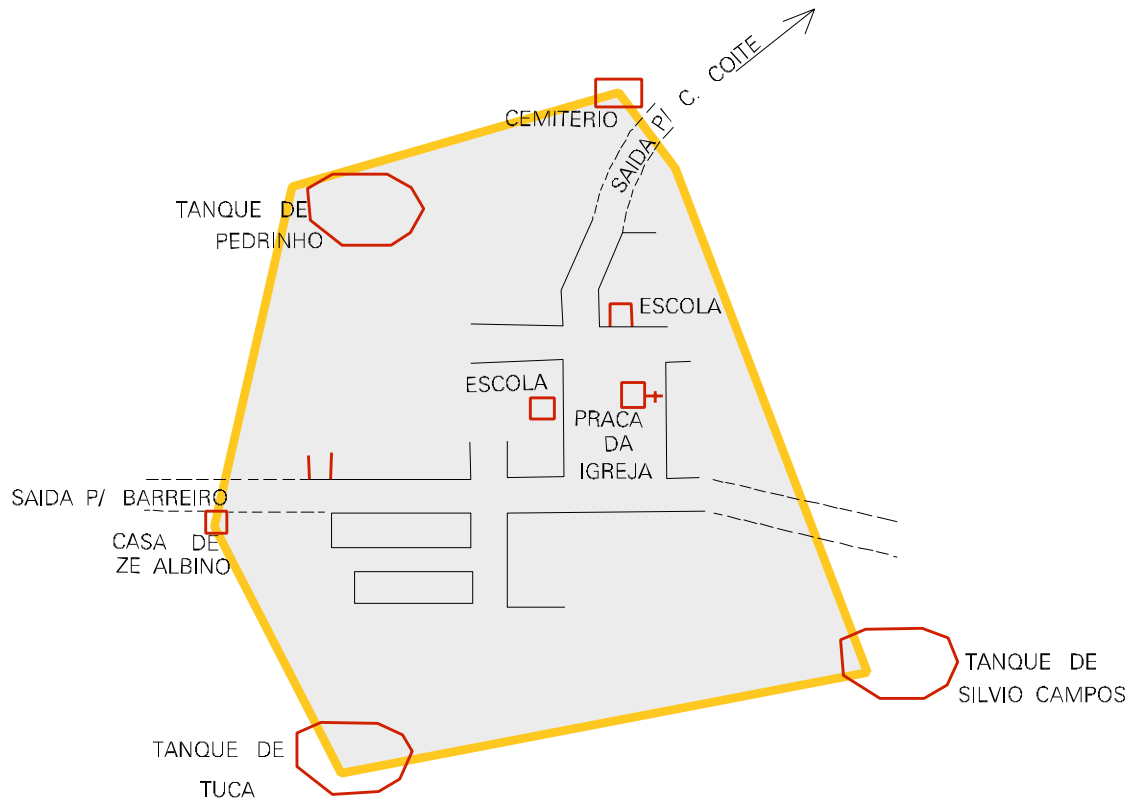 SAIDA P/ C. COITE
CEMITERIO
TANQUE DE
PEDRINHO
ESCOLA
ESCOLA
PRACA
DA
IGREJA
SAIDA P/ BARREIRO
CASA DE
ZE ALBINO
TANQUE DE
SILVIO CAMPOS
TANQUE DE
TUCA